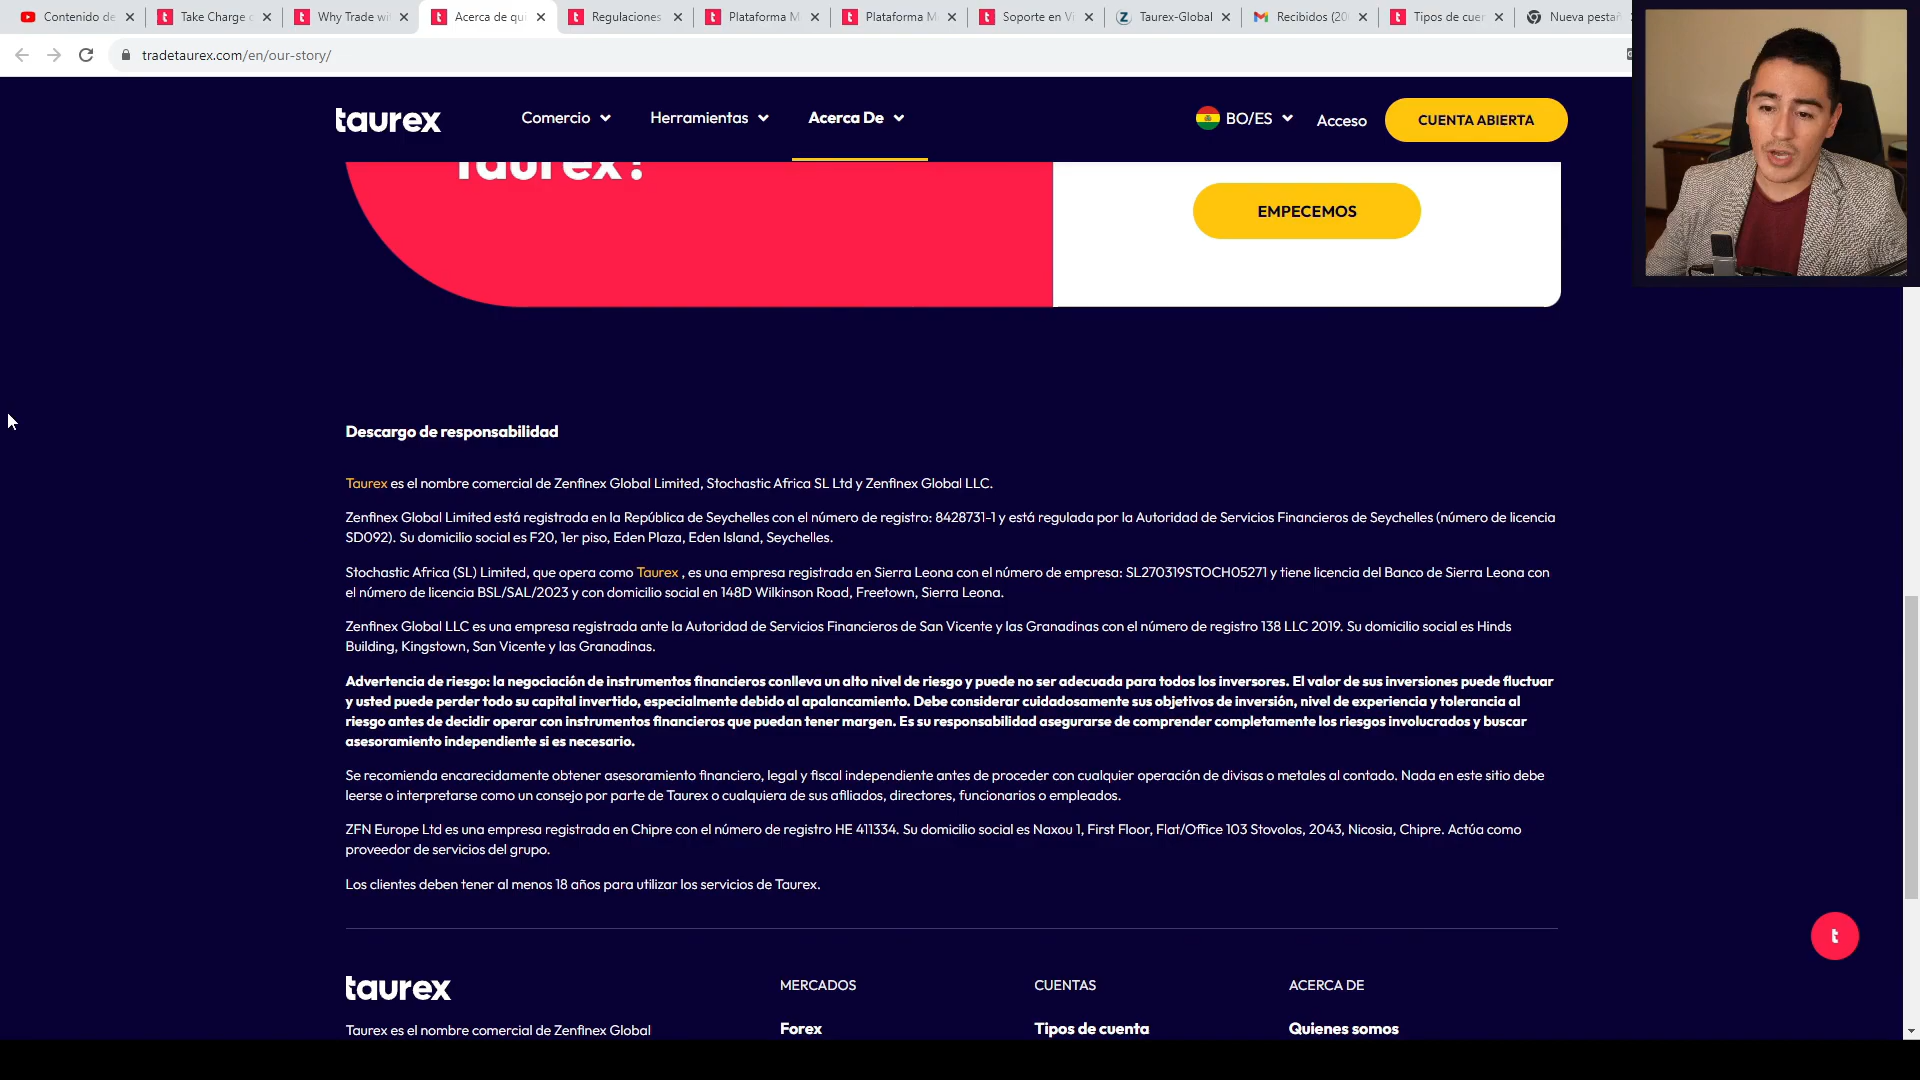 Contenido de
Take Charge o
Why Trade wi
Acerca de qui
Regulaciones
Plataforma M
Plataforma M
Soporte en Vi
Taurex-Global
Recibidos (20
Tipos de cuen
Nueva pestañ
tradetaurex.com/en/our-story/
taurex
Comercio
Herramientas
Acerca De
BO/ES
Acceso
CUENTA ABIERTA
Taurex?
EMPECEMOS
Descargo de responsabilidad
Taurex es el nombre comercial de Zenfinex Global Limited, Stochastic Africa SL Ltd y Zenfinex Global LLC.
Zenfinex Global Limited está registrada en la República de Seychelles con el número de registro: 8428731-1 y está regulada por la Autoridad de Servicios Financieros de Seychelles (número de licencia
SD092). Su domicilio social es F20, 1er piso, Eden Plaza, Eden Island, Seychelles.
Stochastic Africa (SL) Limited, que opera como Taurex , es una empresa registrada en Sierra Leona con el número de empresa: SL270319STOCH05271 y tiene licencia del Banco de Sierra Leona con
el número de licencia BSL/SAL/2023 y con domicilio social en 148D Wilkinson Road, Freetown, Sierra Leona.
Zenfinex Global LLC es una empresa registrada ante la Autoridad de Servicios Financieros de San Vicente y las Granadinas con el número de registro 138 LLC 2019. Su domicilio social es Hinds
Building, Kingstown, San Vicente y las Granadinas.
Advertencia de riesgo: la negociación de instrumentos financieros conlleva un alto nivel de riesgo y puede no ser adecuada para todos los inversores. El valor de sus inversiones puede fluctuar
y usted puede perder todo su capital invertido, especialmente debido al apalancamiento. Debe considerar cuidadosamente sus objetivos de inversión, nivel de experiencia y tolerancia al
riesgo antes de decidir operar con instrumentos financieros que puedan tener margen. Es su responsabilidad asegurarse de comprender completamente los riesgos involucrados y buscar
asesoramiento independiente si es necesario.
Se recomienda encarecidamente obtener asesoramiento financiero, legal y fiscal independiente antes de proceder con cualquier operación de divisas o metales al contado. Nada en este sitio debe
leerse o interpretarse como un consejo por parte de Taurex o cualquiera de sus afiliados, directores, funcionarios o empleados.
ZFN Europe Ltd es una empresa registrada en Chipre con el número de registro HE 411334. Su domicilio social es Naxou 1, First Floor, Flat/Office 103 Stovolos, 2043, Nicosia, Chipre. Actúa como
proveedor de servicios del grupo.
Los clientes deben tener al menos 18 años para utilizar los servicios de Taurex.
t
taurex
MERCADOS
CUENTAS
ACERCA DE
Taurex es el nombre comercial de Zenfinex Global
Forex
Tipos de cuenta
Quienes somos